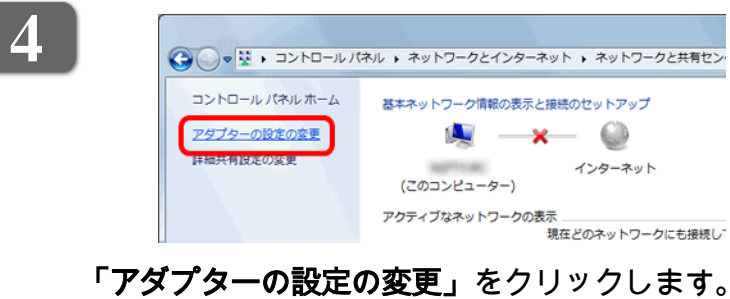 4
コントロール パネル ▸ ネットワークとインターネット ▸ ネットワークと共有セン
コントロール パネル ホーム
アダプターの設定の変更
詳細共有設定の変更
基本ネットワーク情報の表示と接続のセットアップ
インターネット
(このコンピューター)
アクティブなネットワークの表示
現在どのネットワークにも接続し
「アダプターの設定の変更」をクリックします。